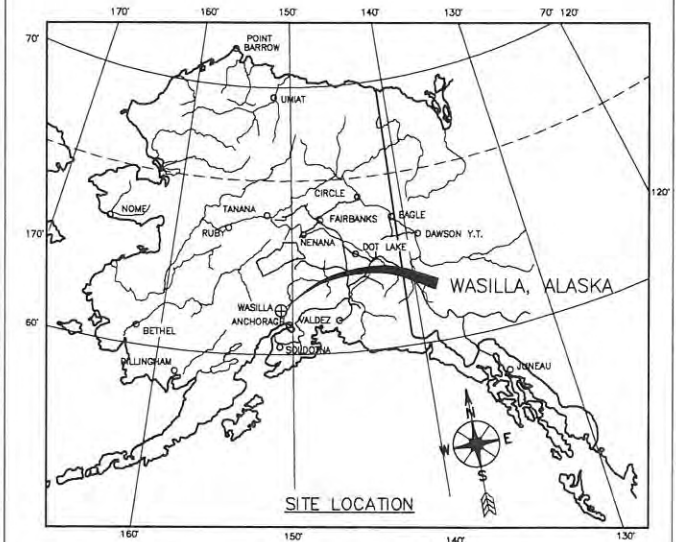 170' 160' 150' 140' 130' 70' 120'
70'
POINT
BARROW
UMIAT
CIRCLE
120'
NOME
TANANA
EAGLE
FAIRBANKS
RUBY
DAWSON Y.T.
170'
NENANA
DOT LAKE
WASILLA, ALASKA
WASILLA
ANCHORAGE
VALDEZ
60'
BETHEL
SOLDOTNA
DILLINGHAM
JUNEAU
N
W E
S
SITE LOCATION
160' 150' 140' 130'